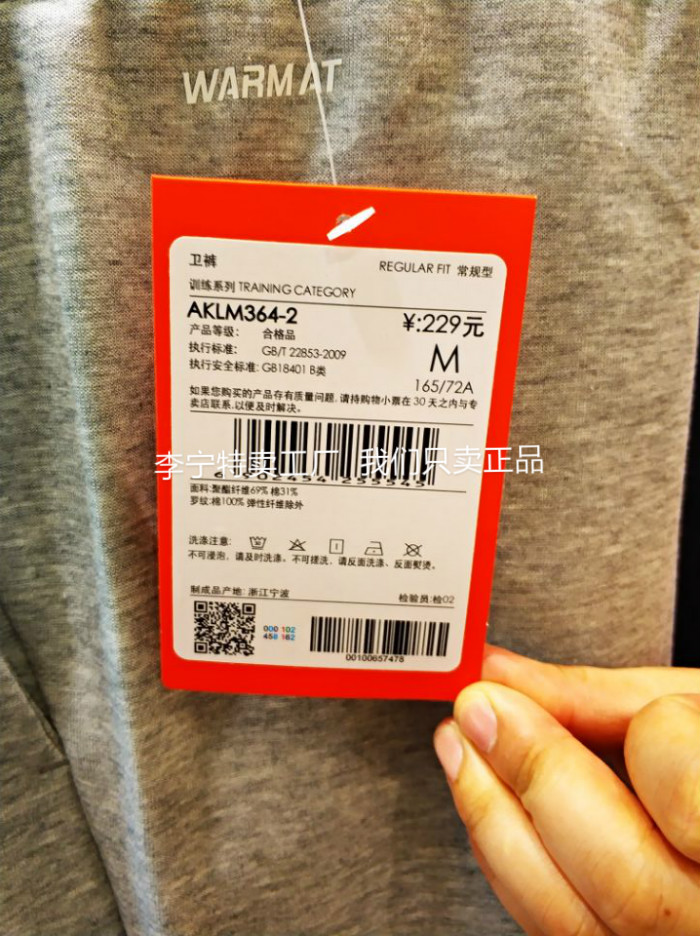 WARMAT
卫裤
REGULAR FIT 常规型
训练系列 TRAINING CATEGORY
AKLM364-2
¥:229元
产品等级: 合格品
执行标准: GB/T 22853-2009
M
执行安全标准: GB18401 B类
165/72A
如果您购买的产品存有质量问题,请持购物小票在 30 天之内与专
卖店联系,以便及时解决。
李宁特卖工厂 我们只卖正品
面料:聚酯纤维69% 棉31%
罗纹:棉100% 弹性纤维除外
洗涤注意:
不可浸泡, 请及时洗涤。不可搓洗, 请反面洗涤、反面熨烫。
制成品产地: 浙江宁波
检验员:检02
000 102
458 982
00100657478